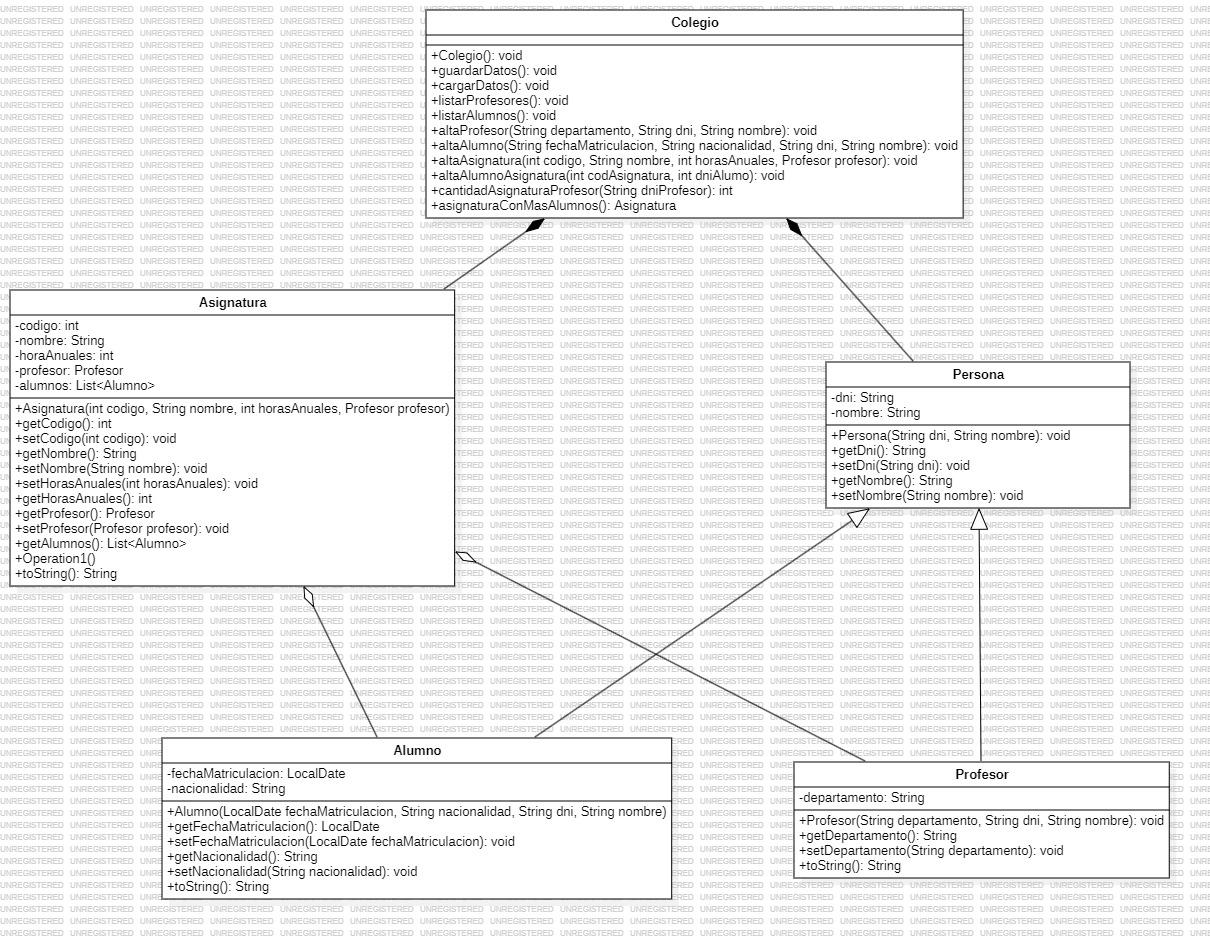 Colegio
+Colegio(): void
+guardarDatos(): void
+cargarDatos(): void
+listarProfesores(): void
+listarAlumnos(): void
+altaProfesor(String departamento, String dni, String nombre): void
+altaAlumno(String fechaMatriculacion, String nacionalidad, String dni, String nombre): void
+altaAsignatura(int codigo, String nombre, int horasAnuales, Profesor profesor): void
+altaAlumnoAsignatura(int codAsignatura, int dniAlumo): void
+cantidadAsignaturaProfesor(String dniProfesor): int
+asignaturaConMasAlumnos(): Asignatura
Asignatura
-codigo: int
-nombre: String
-horaAnuales: int
-profesor: Profesor
-alumnos: List<Alumno>
+Asignatura(int codigo, String nombre, int horasAnuales, Profesor profesor)
+getCodigo(): int
+setCodigo(int codigo): void
+getNombre(): String
+setNombre(String nombre): void
+setHorasAnuales(int horasAnuales): void
+getHorasAnuales(): int
+getProfesor(): Profesor
+setProfesor(Profesor profesor): void
+getAlumnos(): List<Alumno>
+Operation1()
+toString(): String
Persona
-dni: String
-nombre: String
+Persona(String dni, String nombre): void
+getDni(): String
+setDni(String dni): void
+getNombre(): String
+setNombre(String nombre): void
Alumno
-fechaMatriculacion: LocalDate
-nacionalidad: String
+Alumno(LocalDate fechaMatriculacion, String nacionalidad, String dni, String nombre)
+getFechaMatriculacion(): LocalDate
+setFechaMatriculacion(LocalDate fechaMatriculacion): void
+getNacionalidad(): String
+setNacionalidad(String nacionalidad): void
+toString(): String
Profesor
-departamento: String
+Profesor(String departamento, String dni, String nombre): void
+getDepartamento(): String
+setDepartamento(String departamento): void
+toString(): String
UNREGISTERED